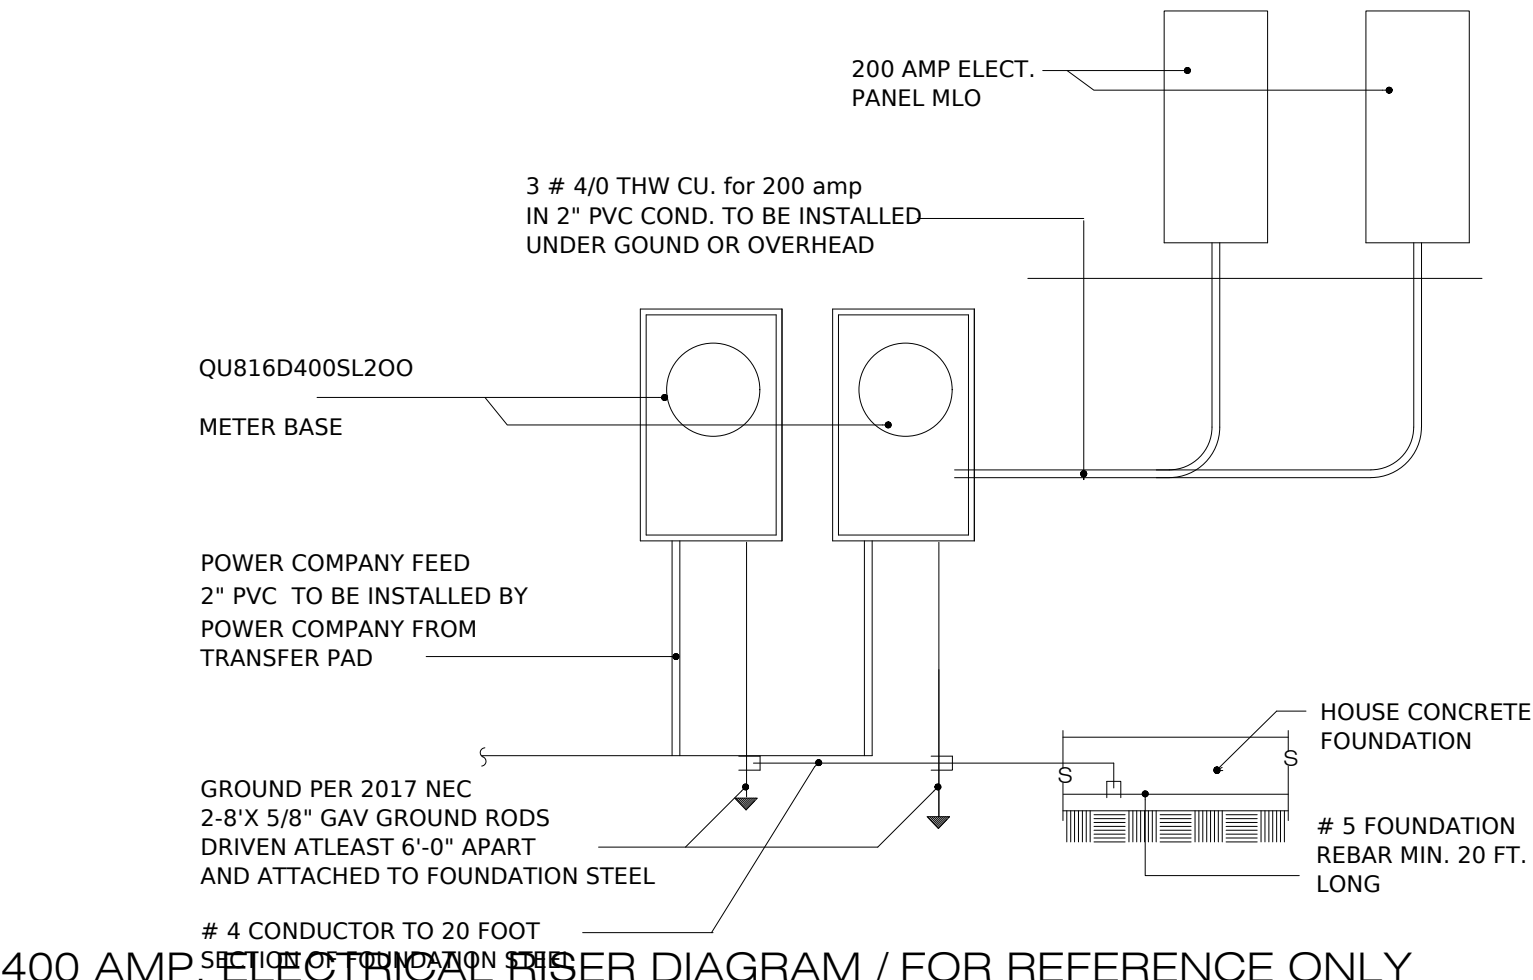 200 AMP ELECT.
PANEL MLO
3 # 4/0 THW CU. for 200 amp
IN 2" PVC COND. TO BE INSTALLED
UNDER GOUND OR OVERHEAD
QU816D400SL2OO
METER BASE
POWER COMPANY FEED
2" PVC TO BE INSTALLED BY
POWER COMPANY FROM
TRANSFER PAD
HOUSE CONCRETE
FOUNDATION
S
S
GROUND PER 2017 NEC
2-8'X 5/8" GAV GROUND RODS
DRIVEN ATLEAST 6'-0" APART
AND ATTACHED TO FOUNDATION STEEL
# 5 FOUNDATION
REBAR MIN. 20 FT.
LONG
# 4 CONDUCTOR TO 20 FOOT
SECTION OF FOUNDATION STEEL
400 AMP. ELECTRICAL RISER DIAGRAM / FOR REFERENCE ONLY